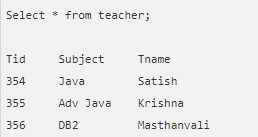 Select * from teacher;
Tid Subject Tname
354 Java Satish
355 Adv Java Krishna
356 DB2 Masthanvali